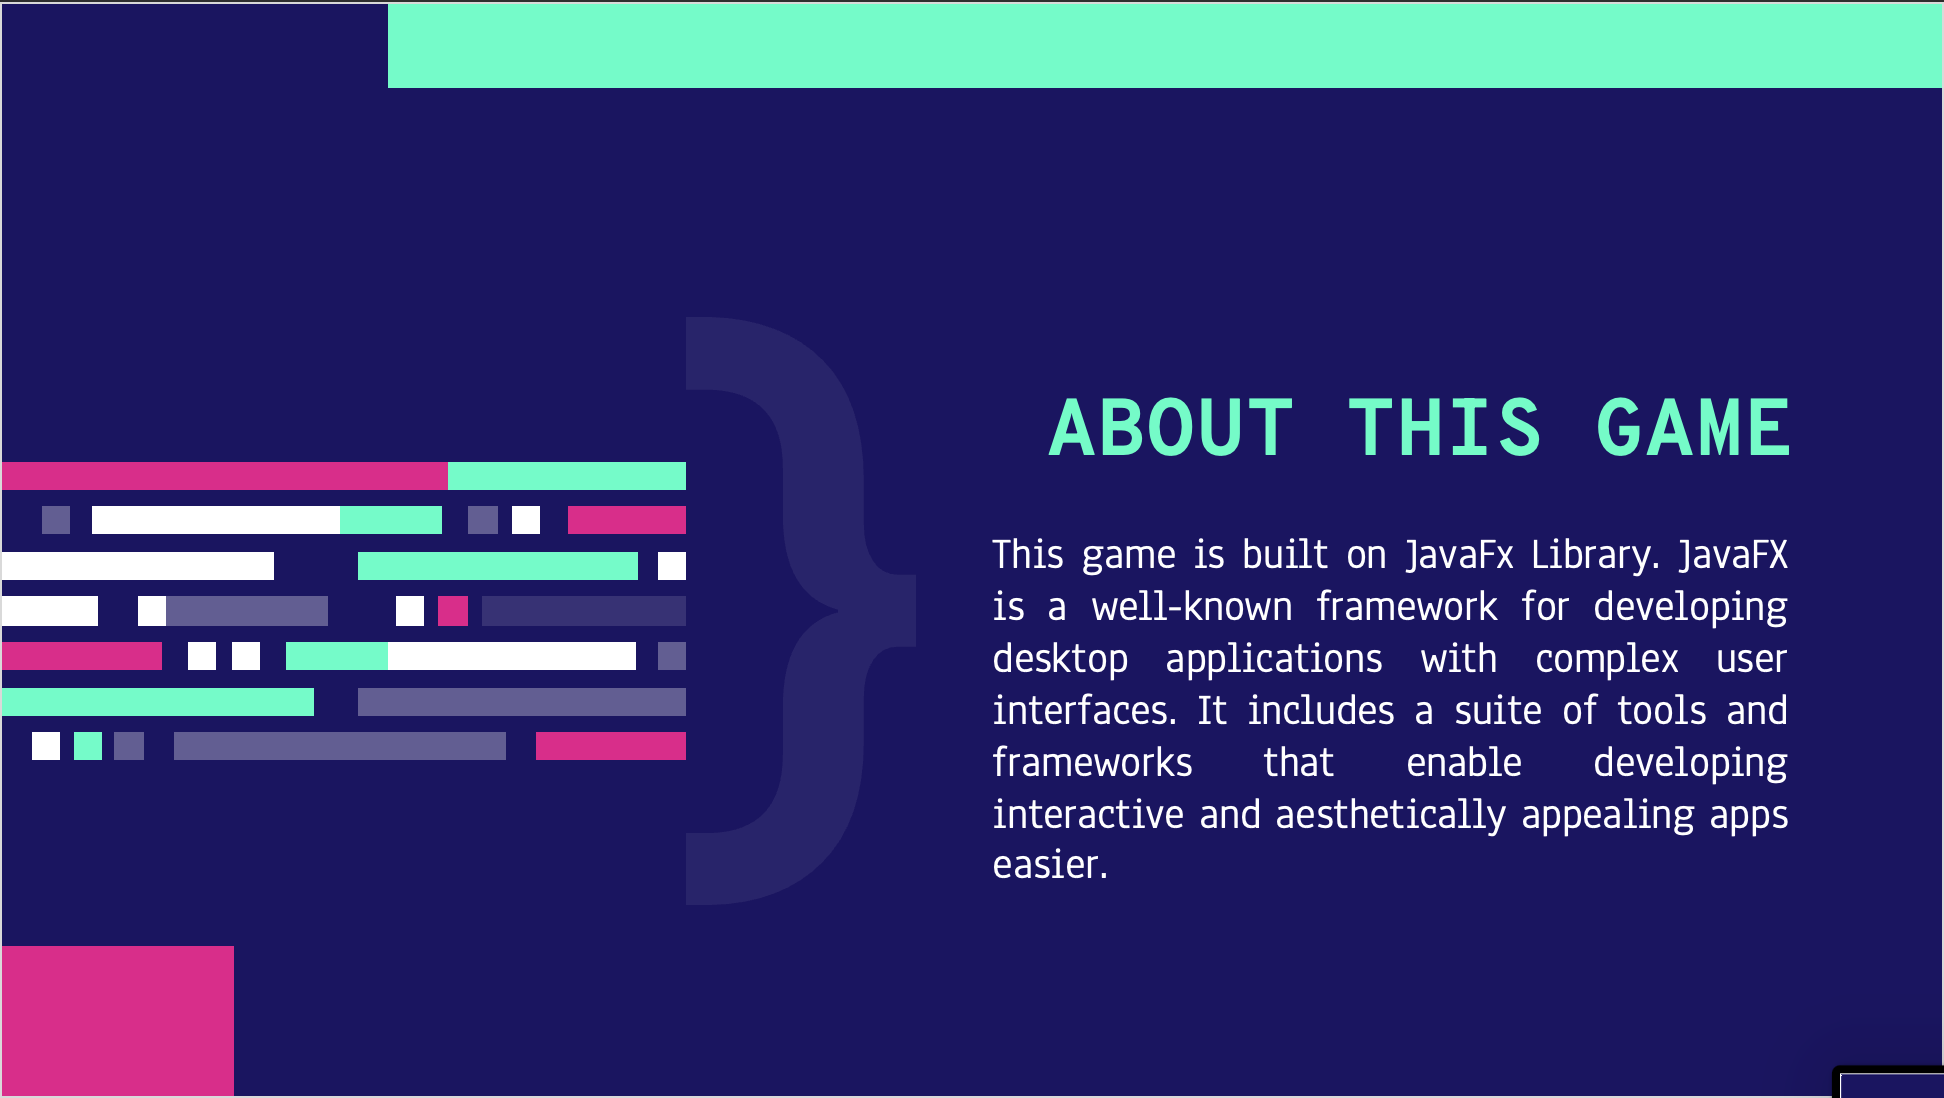 ABOUT THIS GAME
This game is built on JavaFx Library. JavaFX
is a well-known framework for developing
desktop applications with complex user
interfaces. It includes a suite of tools and
frameworks that enable developing
interactive and aesthetically appealing apps
easier.